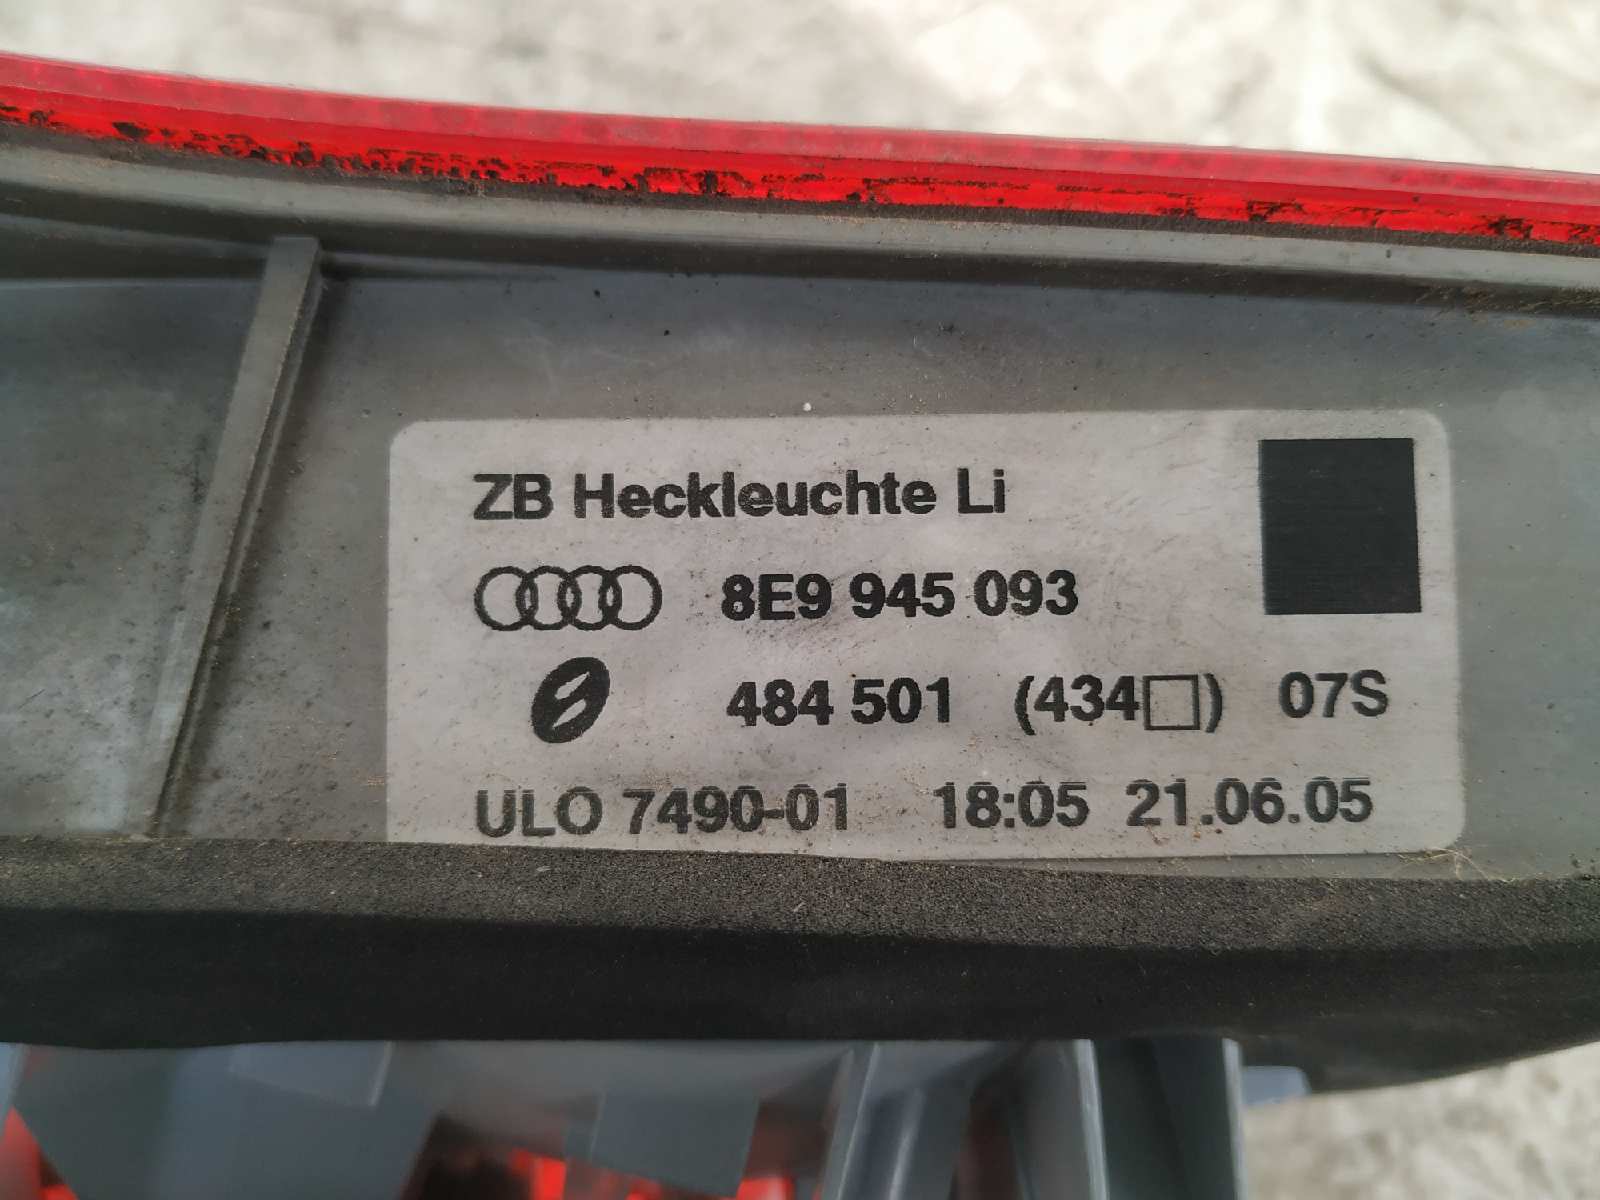 ZB Heckleuchte Li
8E9 945 093
484 501 (434□) 07S
ULO 7490-01 18:05 21.06.05